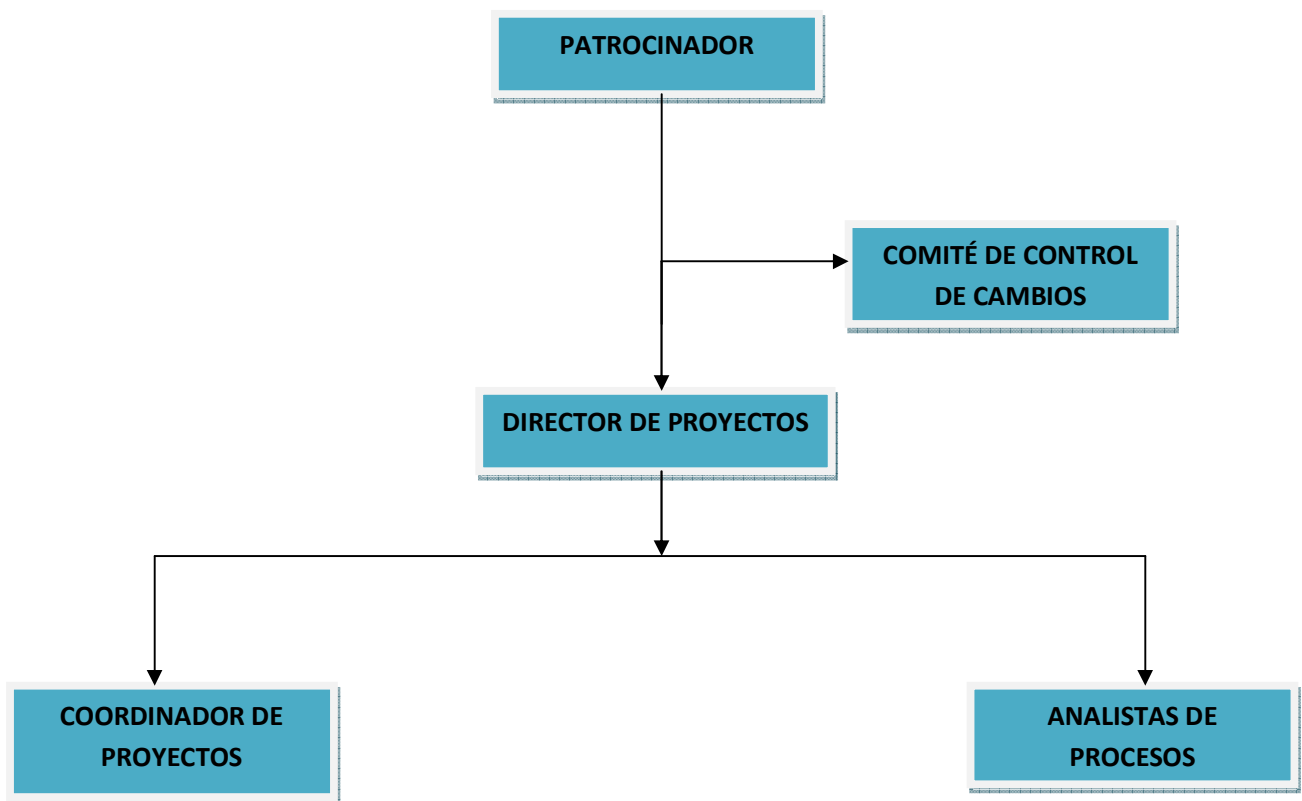 PATROCINADOR
COMITÉ DE CONTROL
DE CAMBIOS
DIRECTOR DE PROYECTOS
COORDINADOR DE
PROYECTOS
ANALISTAS DE
PROCESOS